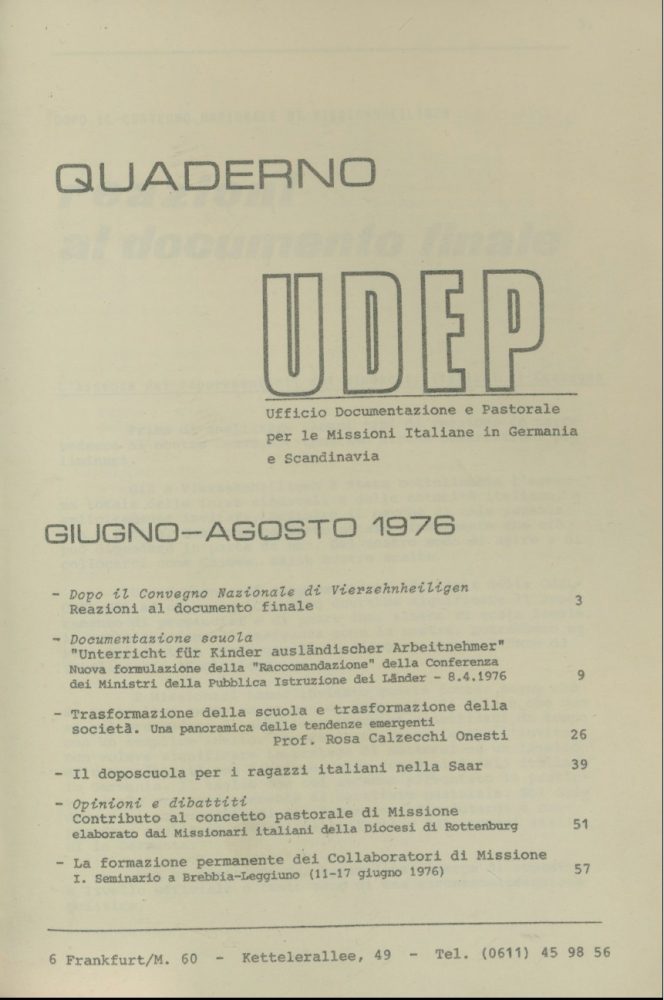 QUADERNO
UDEP
Ufficio Documentazione e Pastorale
per le Missioni Italiane in Germania
e Scandinavia
GIUGNO-AGOSTO 1976
- Dopo il Convegno Nazionale di Vierzehnheiligen
Reazioni al documento finale 3
- Documentazione scuola
"Unterricht für Kinder ausländischer Arbeitnehmer"
Nuova formulazione della "Raccomandazione" della Conferenza
dei Ministri della Pubblica Istruzione dei Länder - 8.4.1976 9
- Trasformazione della scuola e trasformazione della
società. Una panoramica delle tendenze emergenti
Prof. Rosa Calzecchi Onesti 26
- Il doposcuola per i ragazzi italiani nella Saar 39
- Opinioni e dibattiti
Contributo al concetto pastorale di Missione
elaborato dai Missionari italiani della Diocesi di Rottenburg 51
- La formazione permanente dei Collaboratori di Missione
I. Seminario a Brebbia-Leggiuno (11-17 giugno 1976) 57
6 Frankfurt/M. 60 - Kettelerallee, 49 - Tel. (0611) 45 98 56